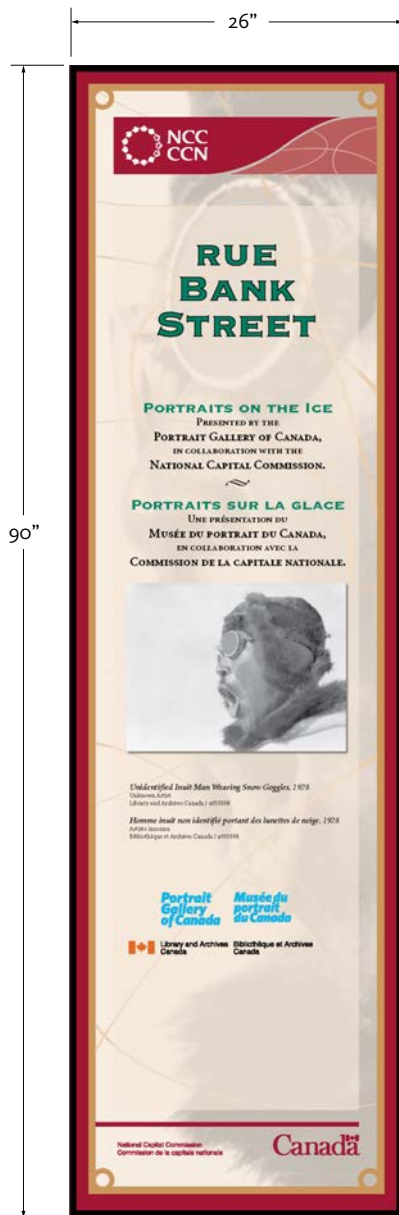 26”
90”
NCC
CCN
RUE
BANK
STREET
PORTRAITS ON THE ICE
PRESENTED BY THE
PORTRAIT GALLERY OF CANADA,
IN COLLABORATION WITH THE
NATIONAL CAPITAL COMMISSION.
PORTRAITS SUR LA GLACE
UNE PRÉSENTATION DU
MUSÉE DU PORTRAIT DU CANADA,
EN COLLABORATION AVEC LA
COMMISSION DE LA CAPITALE NATIONALE.
Unidentified Inuit Man Wearing Snow Goggles, 1928
Unknown Artist
Library and Archives Canada /
Homme inuit non identifié portant des lunettes de neige, 1928
Artiste inconnu
Bibliothèque et Archives Canada /
Portrait
Gallery
of Canada
Musée du
portrait
du Canada
Library and Archives
Canada
Bibliothèque et Archives
Canada
National Capital Commission
Commission de la capitale nationale
Canada